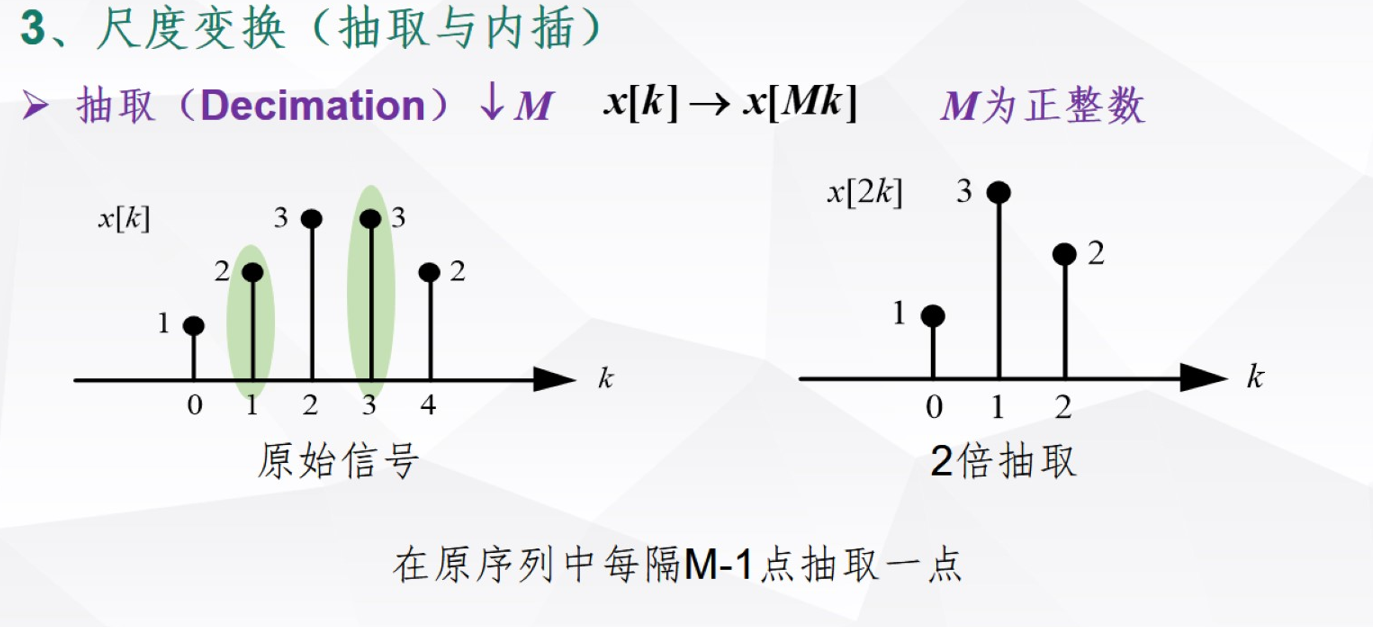 3、尺度变换（抽取与内插）
➢ 抽取（Decimation）↓M x[k]→x[Mk] M为正整数
x[k] 1 2 3 3 2 k
0 1 2 3 4
原始信号
x[2k] 1 3 2 k
0 1 2
2倍抽取
在原序列中每隔M-1点抽取一点